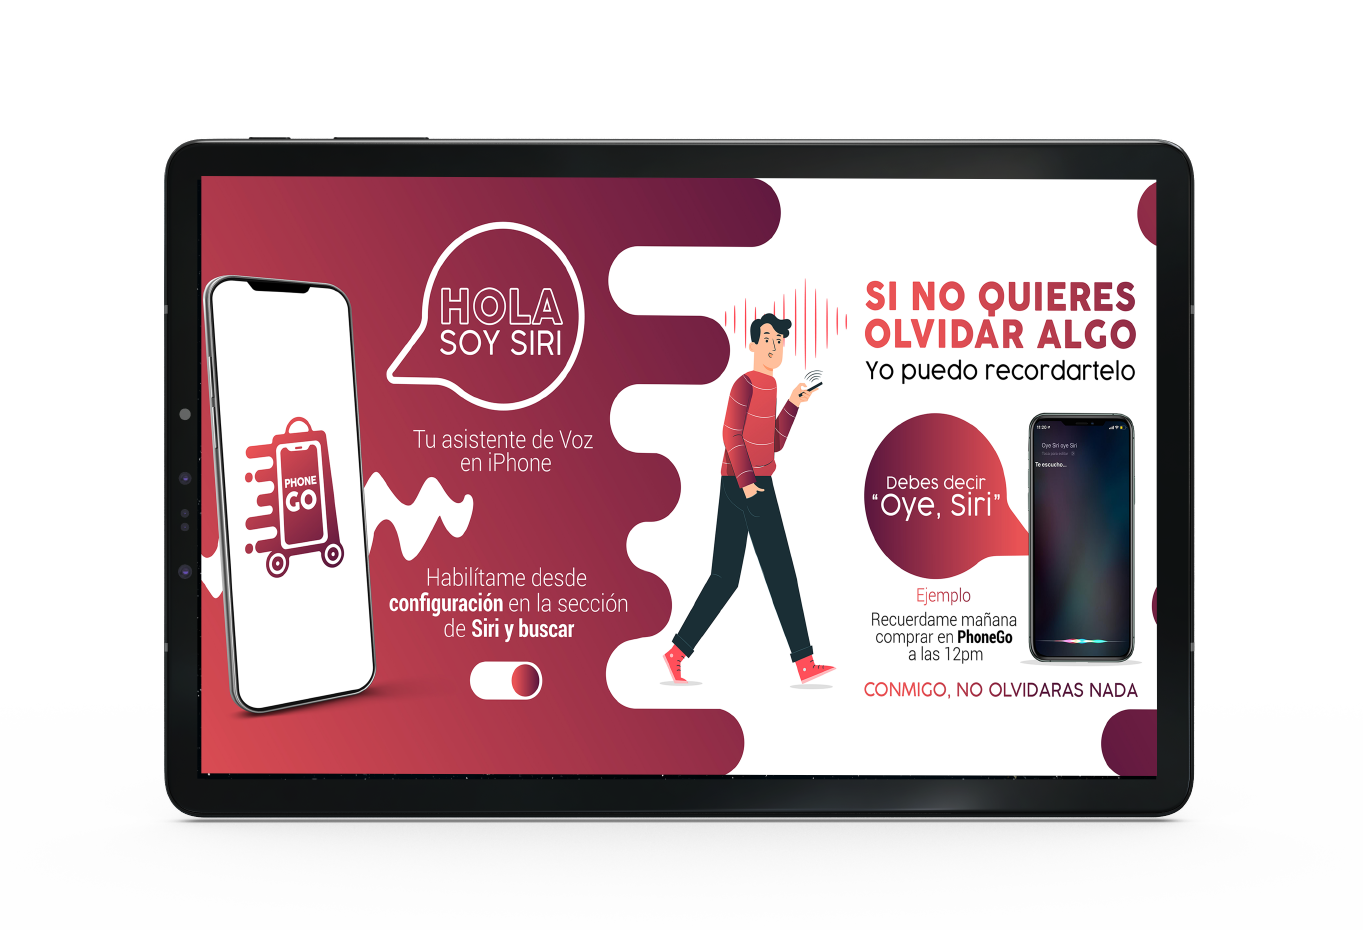 HOLA
SOY SIRI
Tu asistente de Voz
en iPhone
PHONE
GO
Habilítame desde
configuración en la sección
de Siri y buscar
SI NO QUIERES
OLVIDAR ALGO
Yo puedo recordartelo
Debes decir
“Oye, Siri”
11:20
Oye Siri oye Siri
Te escucho...
Ejemplo
Recuerdame mañana
comprar en PhoneGo
a las 12pm
CONMIGO, NO OLVIDARAS NADA